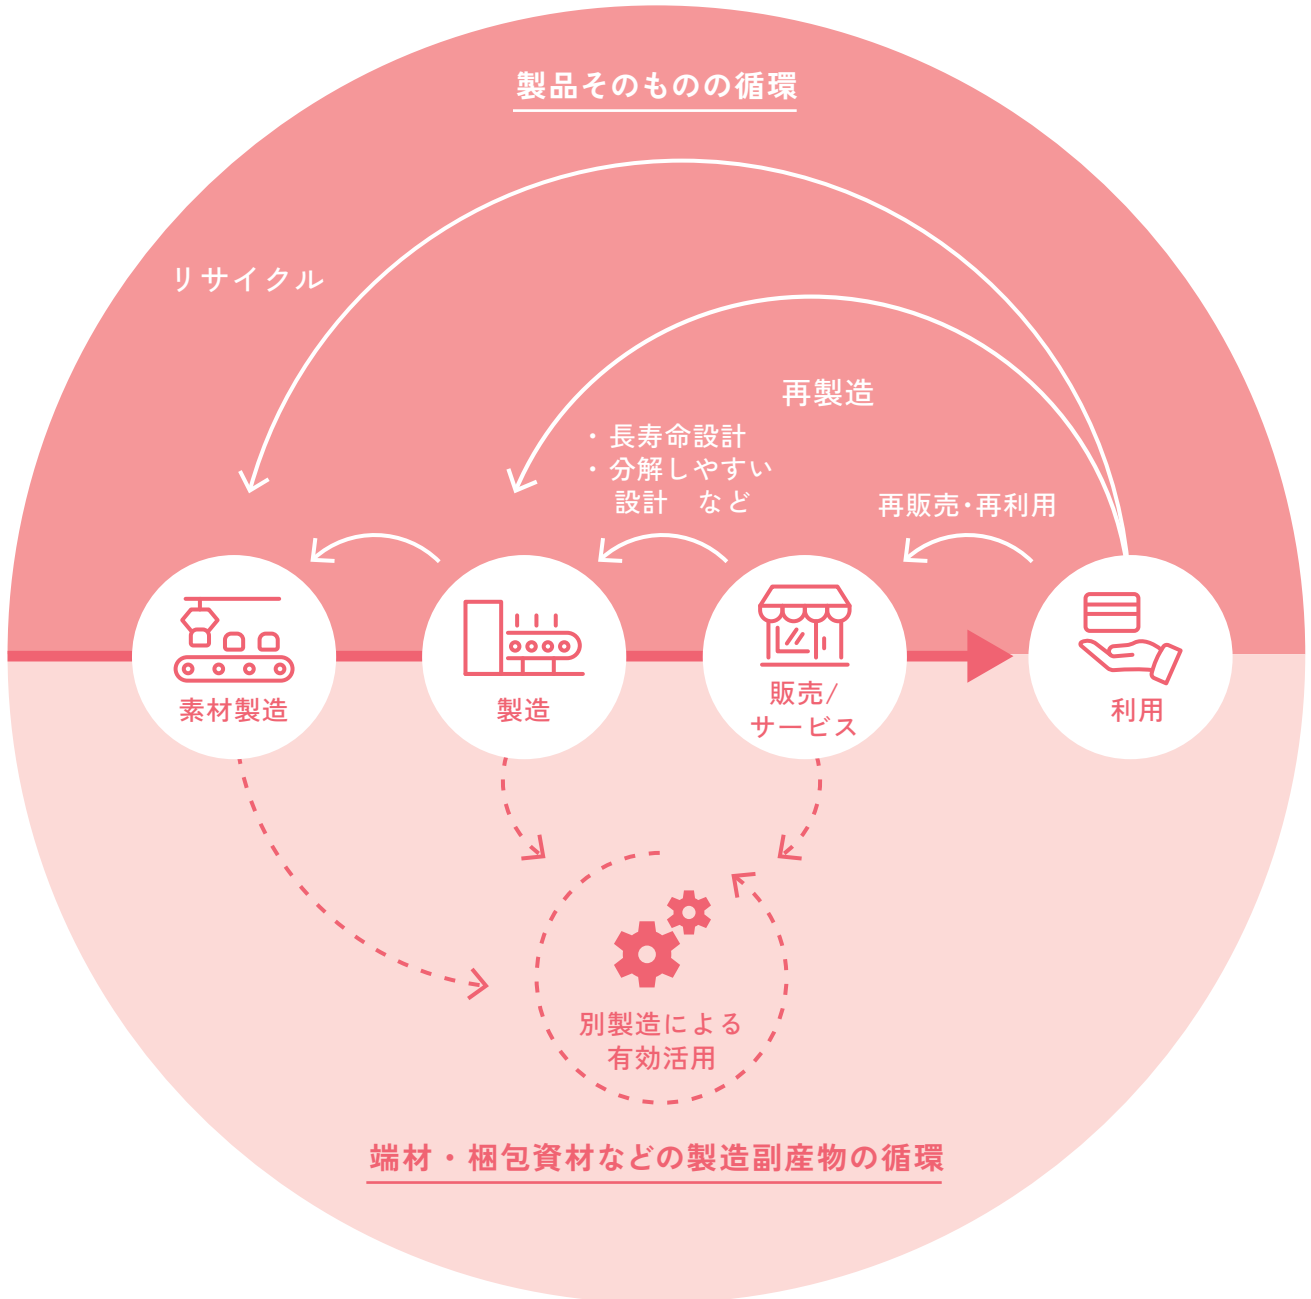 製品そのものの循環
リサイクル
再製造
・長寿命設計
・分解しやすい
設計　など
再販売・再利用
素材製造
製造
販売/
サービス
利用
別製造による
有効活用
端材・梱包資材などの製造副産物の循環